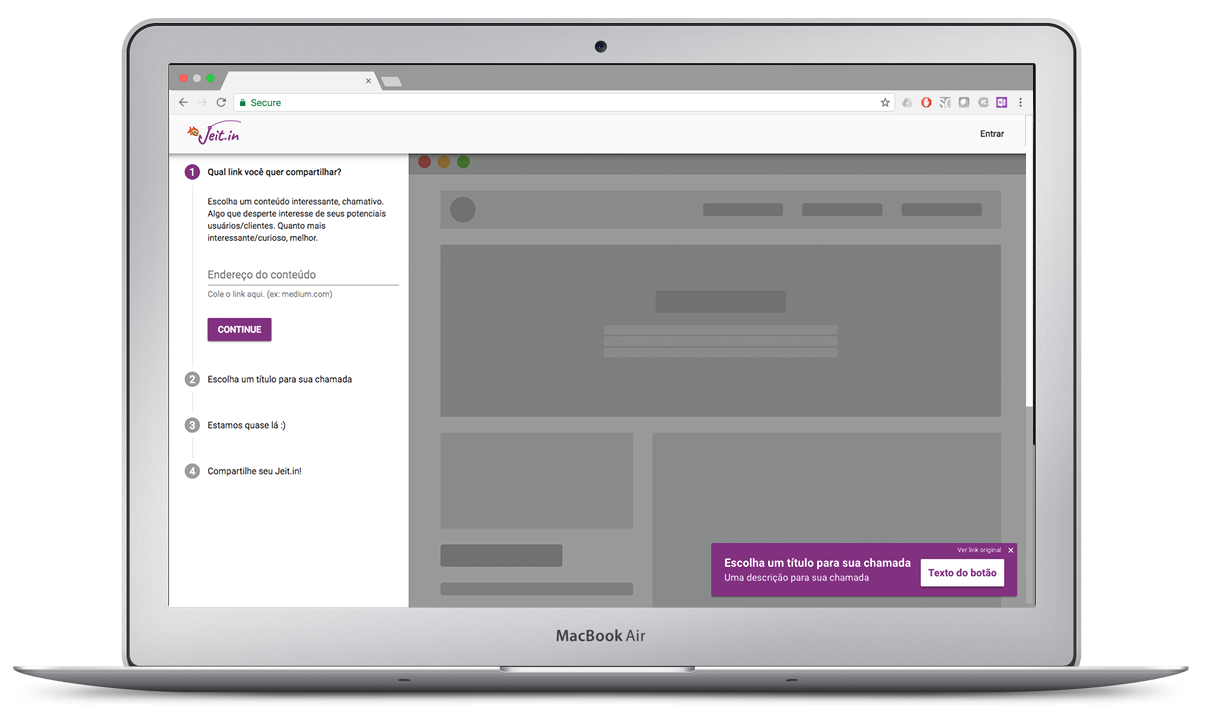 Secure
Jeit.in
Entrar
1 Qual link você quer compartilhar?
Escolha um conteúdo interessante, chamativo.
Algo que desperte interesse de seus potenciais
usuários/clientes. Quanto mais
interessante/curioso, melhor.
Endereço do conteúdo
Cole o link aqui. (ex: medium.com)
CONTINUE
2 Escolha um título para sua chamada
3 Estamos quase lá :)
4 Compartilhe seu Jeit.in!
Ver link original
Escolha um título para sua chamada
Uma descrição para sua chamada
Texto do botão
MacBook Air